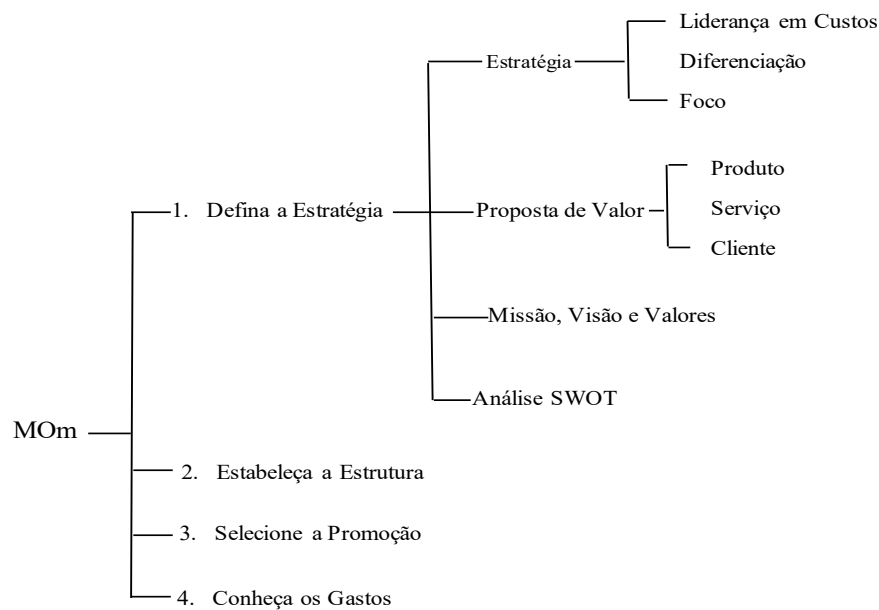 Liderança em Custos
Estratégia
Diferenciação
Foco
Produto
1. Defina a Estratégia
Proposta de Valor
Serviço
Cliente
Missão, Visão e Valores
Análise SWOT
MOm
2. Estabeleça a Estrutura
3. Selecione a Promoção
4. Conheça os Gastos